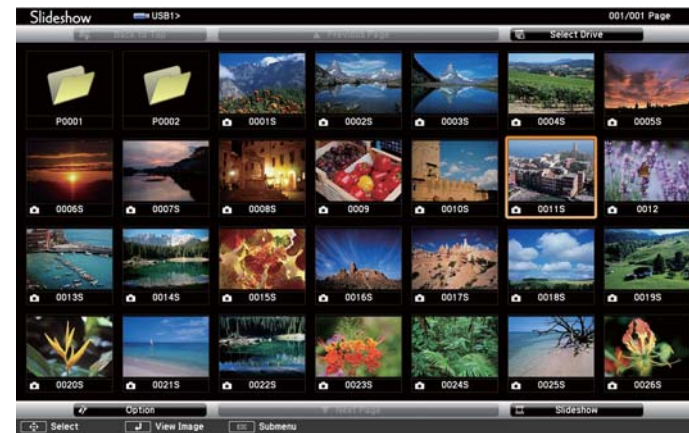 Slideshow USB1> 001/001 Page
Back to Top Previous Page Select Drive
P0001 P0002 0001S 0002S 0003S 0004S 0005S
0006S 0007S 0008S 0009 0010S 0011S 0012
0013S 0014S 0015S 0016S 0017S 0018S 0019S
0020S 0021S 0022S 0023S 0024S 0025S 0026S
Option Next Page Slideshow
Select View Image ESC Submenu